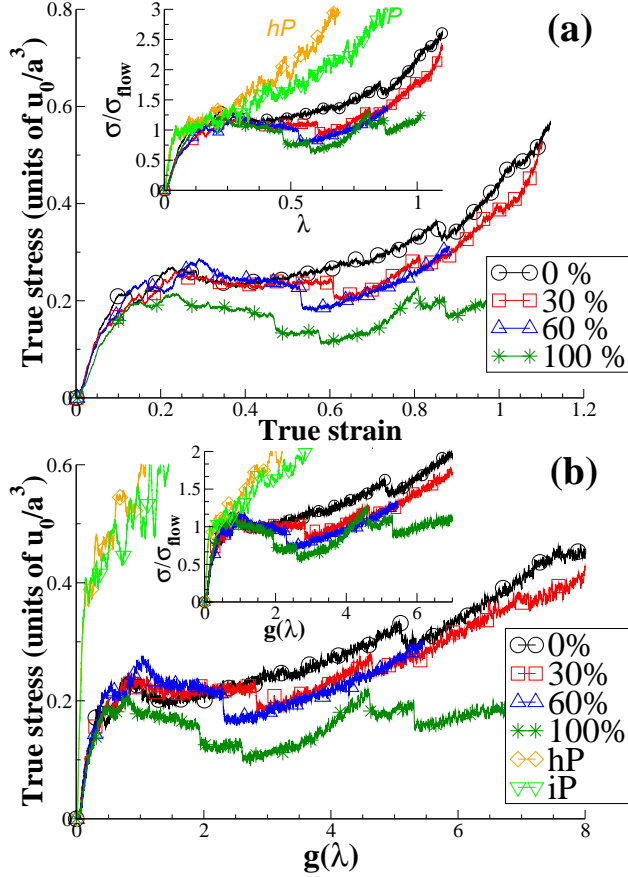 (a)
True stress (units of u0/a^3)
0.8
0.6
0.4
0.2
0
0 0.2 0.4 0.6 0.8 1 1.2
True strain
σ/σflow
3
2.5
2
1.5
1
0.5
0
0 0.5 1
λ
hP
P
0 %
30 %
60 %
100 %
(b)
True stress (units of u0/a^3)
0.6
0.4
0.2
0
0 2 4 6 8
g(λ)
σ/σflow
2
1.5
1
0.5
0
0 2 4 6
g(λ)
0%
30%
60%
100%
hP
iP